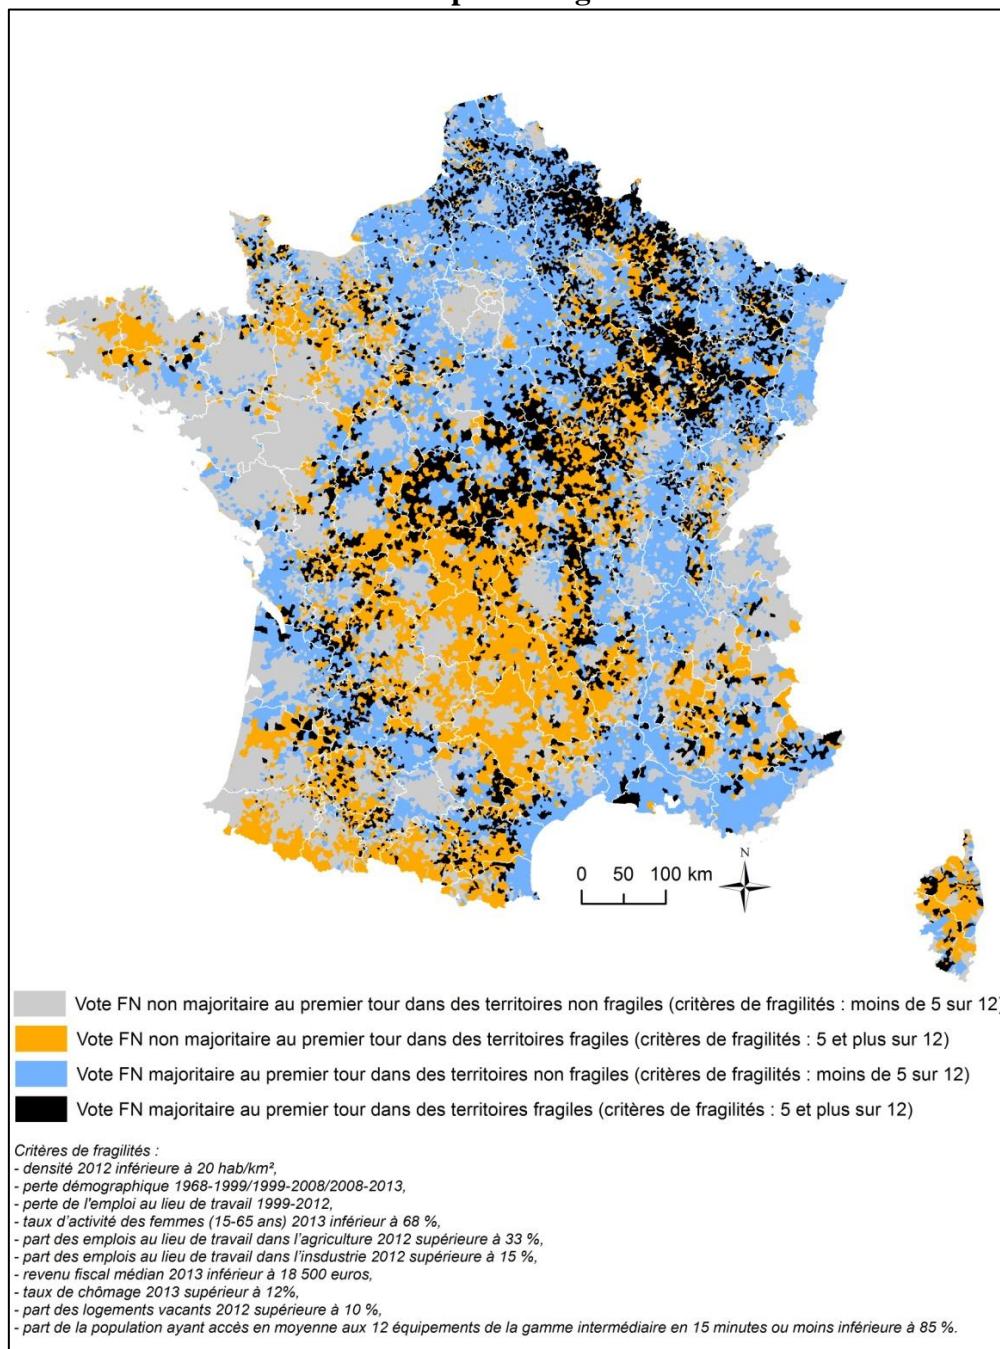 N
0 50 100 km
Vote FN non majoritaire au premier tour dans des territoires non fragiles (critères de fragilités : moins de 5 sur 12)
Vote FN non majoritaire au premier tour dans des territoires fragiles (critères de fragilités : 5 et plus sur 12)
Vote FN majoritaire au premier tour dans des territoires non fragiles (critères de fragilités : moins de 5 sur 12)
Vote FN majoritaire au premier tour dans des territoires fragiles (critères de fragilités : 5 et plus sur 12)
Critères de fragilités :
- densité 2012 inférieure à 20 hab/km²,
- perte démographique 1968-1999/1999-2008/2008-2013,
- perte de l'emploi au lieu de travail 1999-2012,
- taux d'activité des femmes (15-65 ans) 2013 inférieur à 68 %,
- part des emplois au lieu de travail dans l'agriculture 2012 supérieure à 33 %,
- part des emplois au lieu de travail dans l'insdustrie 2012 supérieure à 15 %,
- revenu fiscal médian 2013 inférieur à 18 500 euros,
- taux de chômage 2013 supérieur à 12%,
- part des logements vacants 2012 supérieure à 10 %,
- part de la population ayant accès en moyenne aux 12 équipements de la gamme intermédiaire en 15 minutes ou moins inférieure à 85 %.